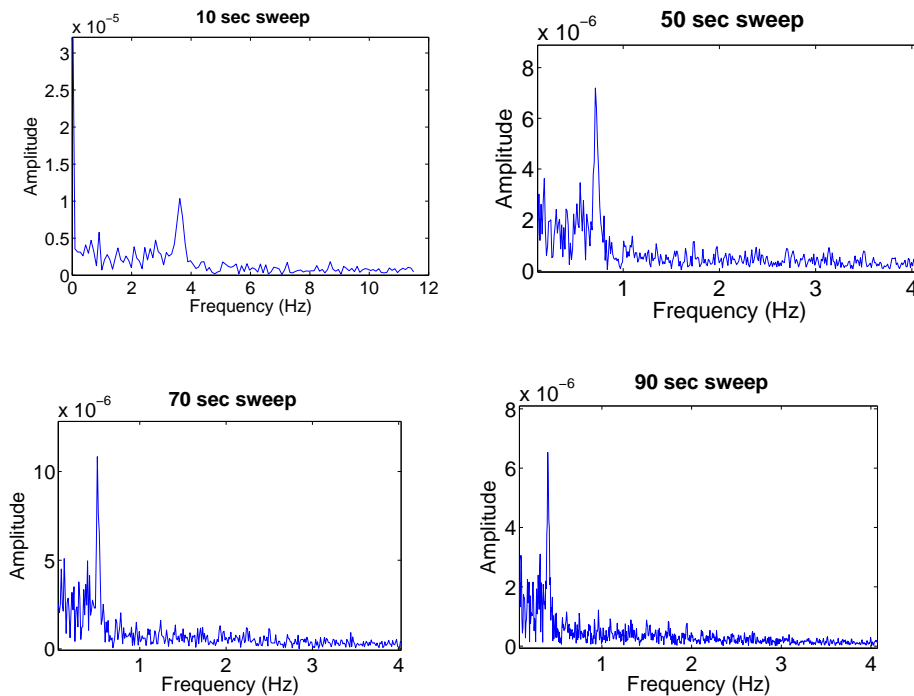 10 sec sweep
x 10^-5
3
2.5
2
1.5
1
0.5
0
Amplitude
0 2 4 6 8 10 12
Frequency (Hz)
50 sec sweep
x 10^-6
8
6
4
2
0
Amplitude
1 2 3 4
Frequency (Hz)
70 sec sweep
x 10^-6
10
5
0
Amplitude
1 2 3 4
Frequency (Hz)
90 sec sweep
x 10^-6
8
6
4
2
0
Amplitude
1 2 3 4
Frequency (Hz)